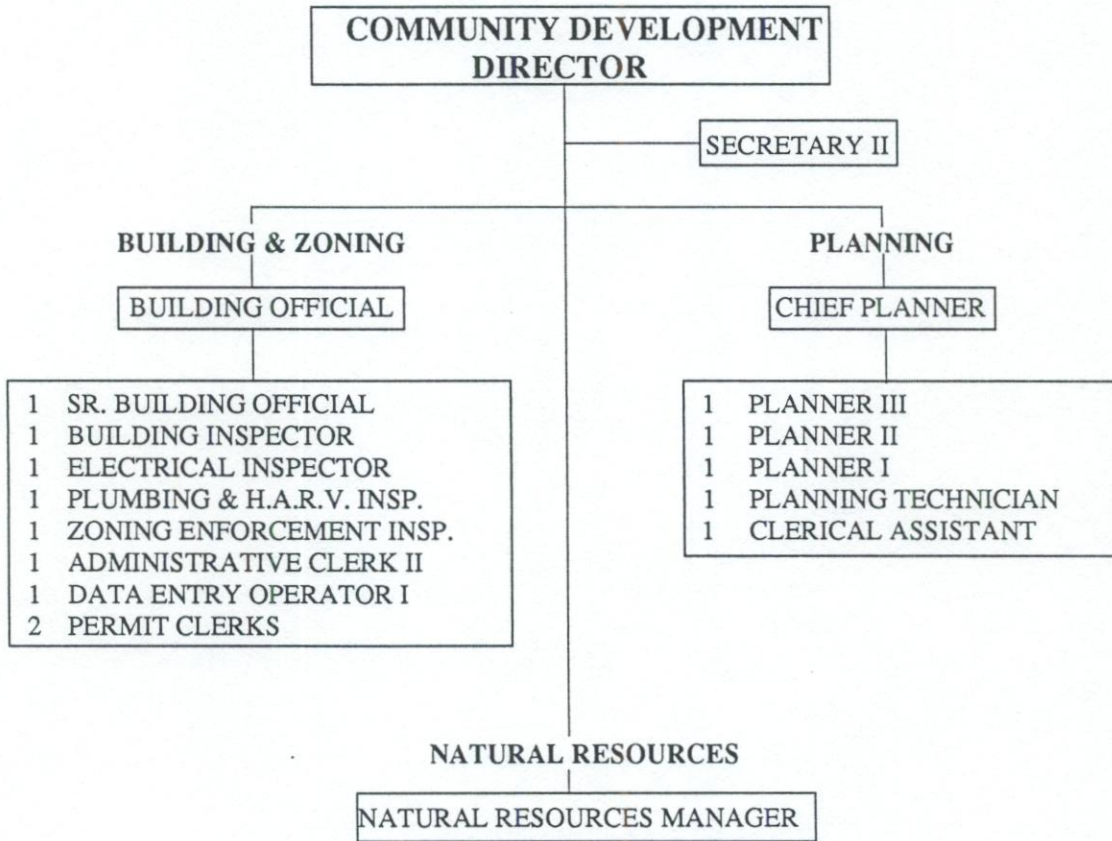 COMMUNITY DEVELOPMENT
DIRECTOR
SECRETARY II
BUILDING & ZONING
BUILDING OFFICIAL
1 SR. BUILDING OFFICIAL
1 BUILDING INSPECTOR
1 ELECTRICAL INSPECTOR
1 PLUMBING & H.A.R.V. INSP.
1 ZONING ENFORCEMENT INSP.
1 ADMINISTRATIVE CLERK II
1 DATA ENTRY OPERATOR I
2 PERMIT CLERKS
PLANNING
CHIEF PLANNER
1 PLANNER III
1 PLANNER II
1 PLANNER I
1 PLANNING TECHNICIAN
1 CLERICAL ASSISTANT
NATURAL RESOURCES
NATURAL RESOURCES MANAGER